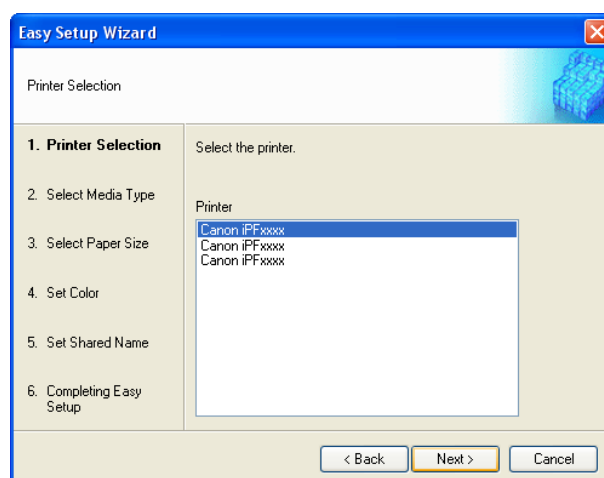 Easy Setup Wizard
Printer Selection
1. Printer Selection
2. Select Media Type
3. Select Paper Size
4. Set Color
5. Set Shared Name
6. Completing Easy
Setup
Select the printer.
Printer
Canon iPFxxxx
Canon iPFxxxx
Canon iPFxxxx
< Back
Next >
Cancel